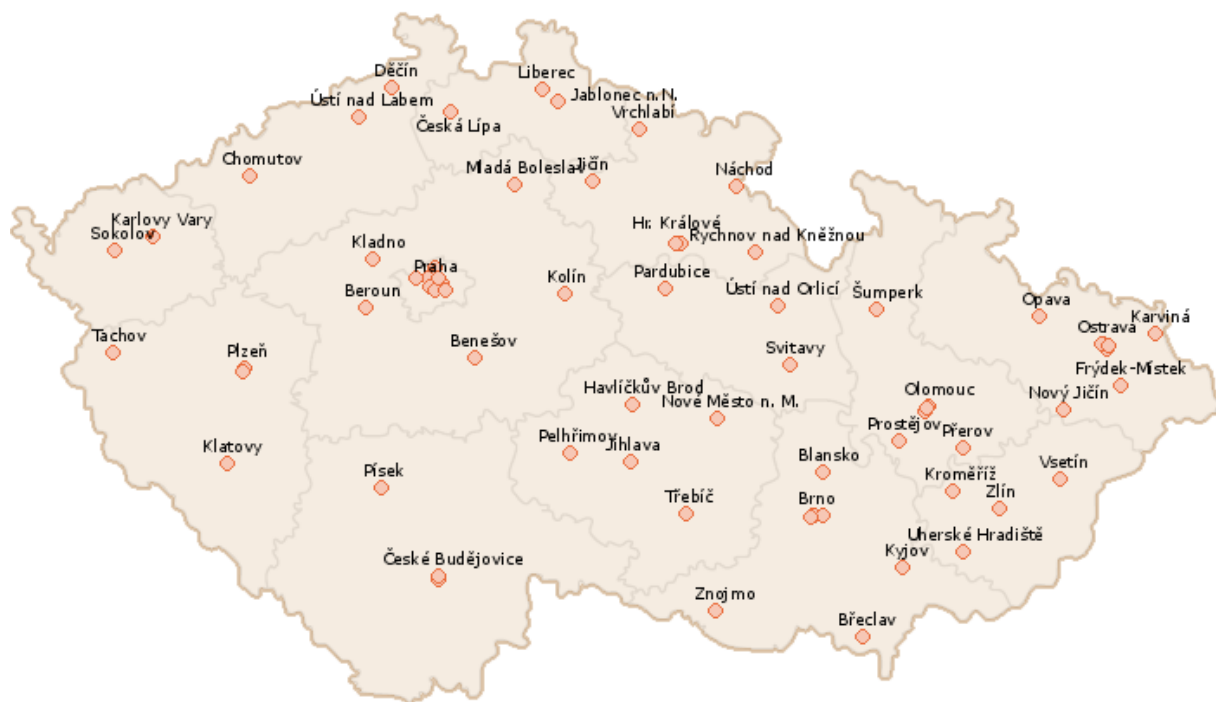 Děčín
Liberec
Ústí nad Labem
Jablonec n.N.
Česká Lípa
Vrchlabí
Chomutov
Mladá Boleslav
Jičín
Náchod
Karlovy Vary
Sokolov
Hr. Králové
Rychnov nad Kněžnou
Kladno
Praha
Beroun
Kolín
Pardubice
Ústí nad Orlicí
Šumperk
Opava
Karviná
Ostrava
Tachov
Plzeň
Benešov
Svitavy
Frýdek-Místek
Havlíčkův Brod
Nové Město n. M.
Olomouc
Nový Jičín
Klatovy
Pelhřimov
Jihlava
Prostějov
Přerov
Písek
Blansko
Kroměříž
Vsetín
Třebíč
Brno
Zlín
České Budějovice
Kyjov
Uherské Hradiště
Znojmo
Břeclav